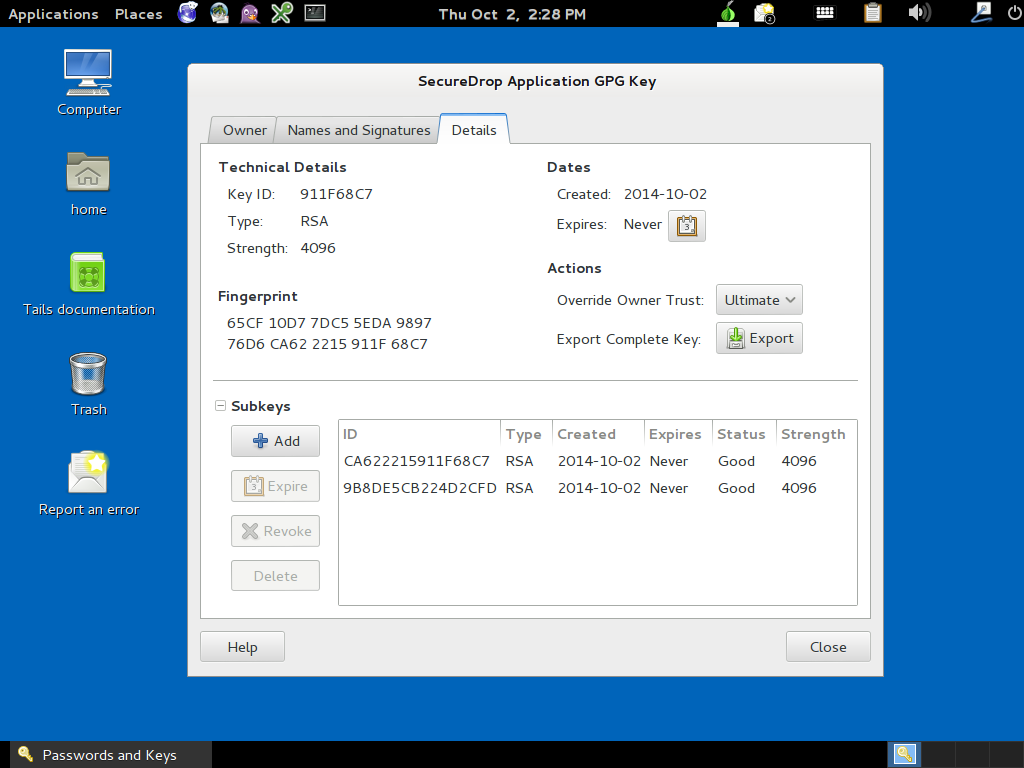 Applications Places Thu Oct 2, 2:28 PM 2
Computer
home
Tails documentation
Trash
Report an error
SecureDrop Application GPG Key
Owner Names and Signatures Details
Technical Details
Key ID: 911F68C7
Type: RSA
Strength: 4096
Fingerprint
65CF 10D7 7DC5 5EDA 9897
76D6 CA62 2215 911F 68C7
Dates
Created: 2014-10-02
Expires: Never 3
Actions
Override Owner Trust: Ultimate
Export Complete Key: Export
Subkeys
Add
3 Expire
Revoke
Delete
ID Type Created Expires Status Strength
CA622215911F68C7 RSA 2014-10-02 Never Good 4096
9B8DE5CB224D2CFD RSA 2014-10-02 Never Good 4096
Help Close
Passwords and Keys